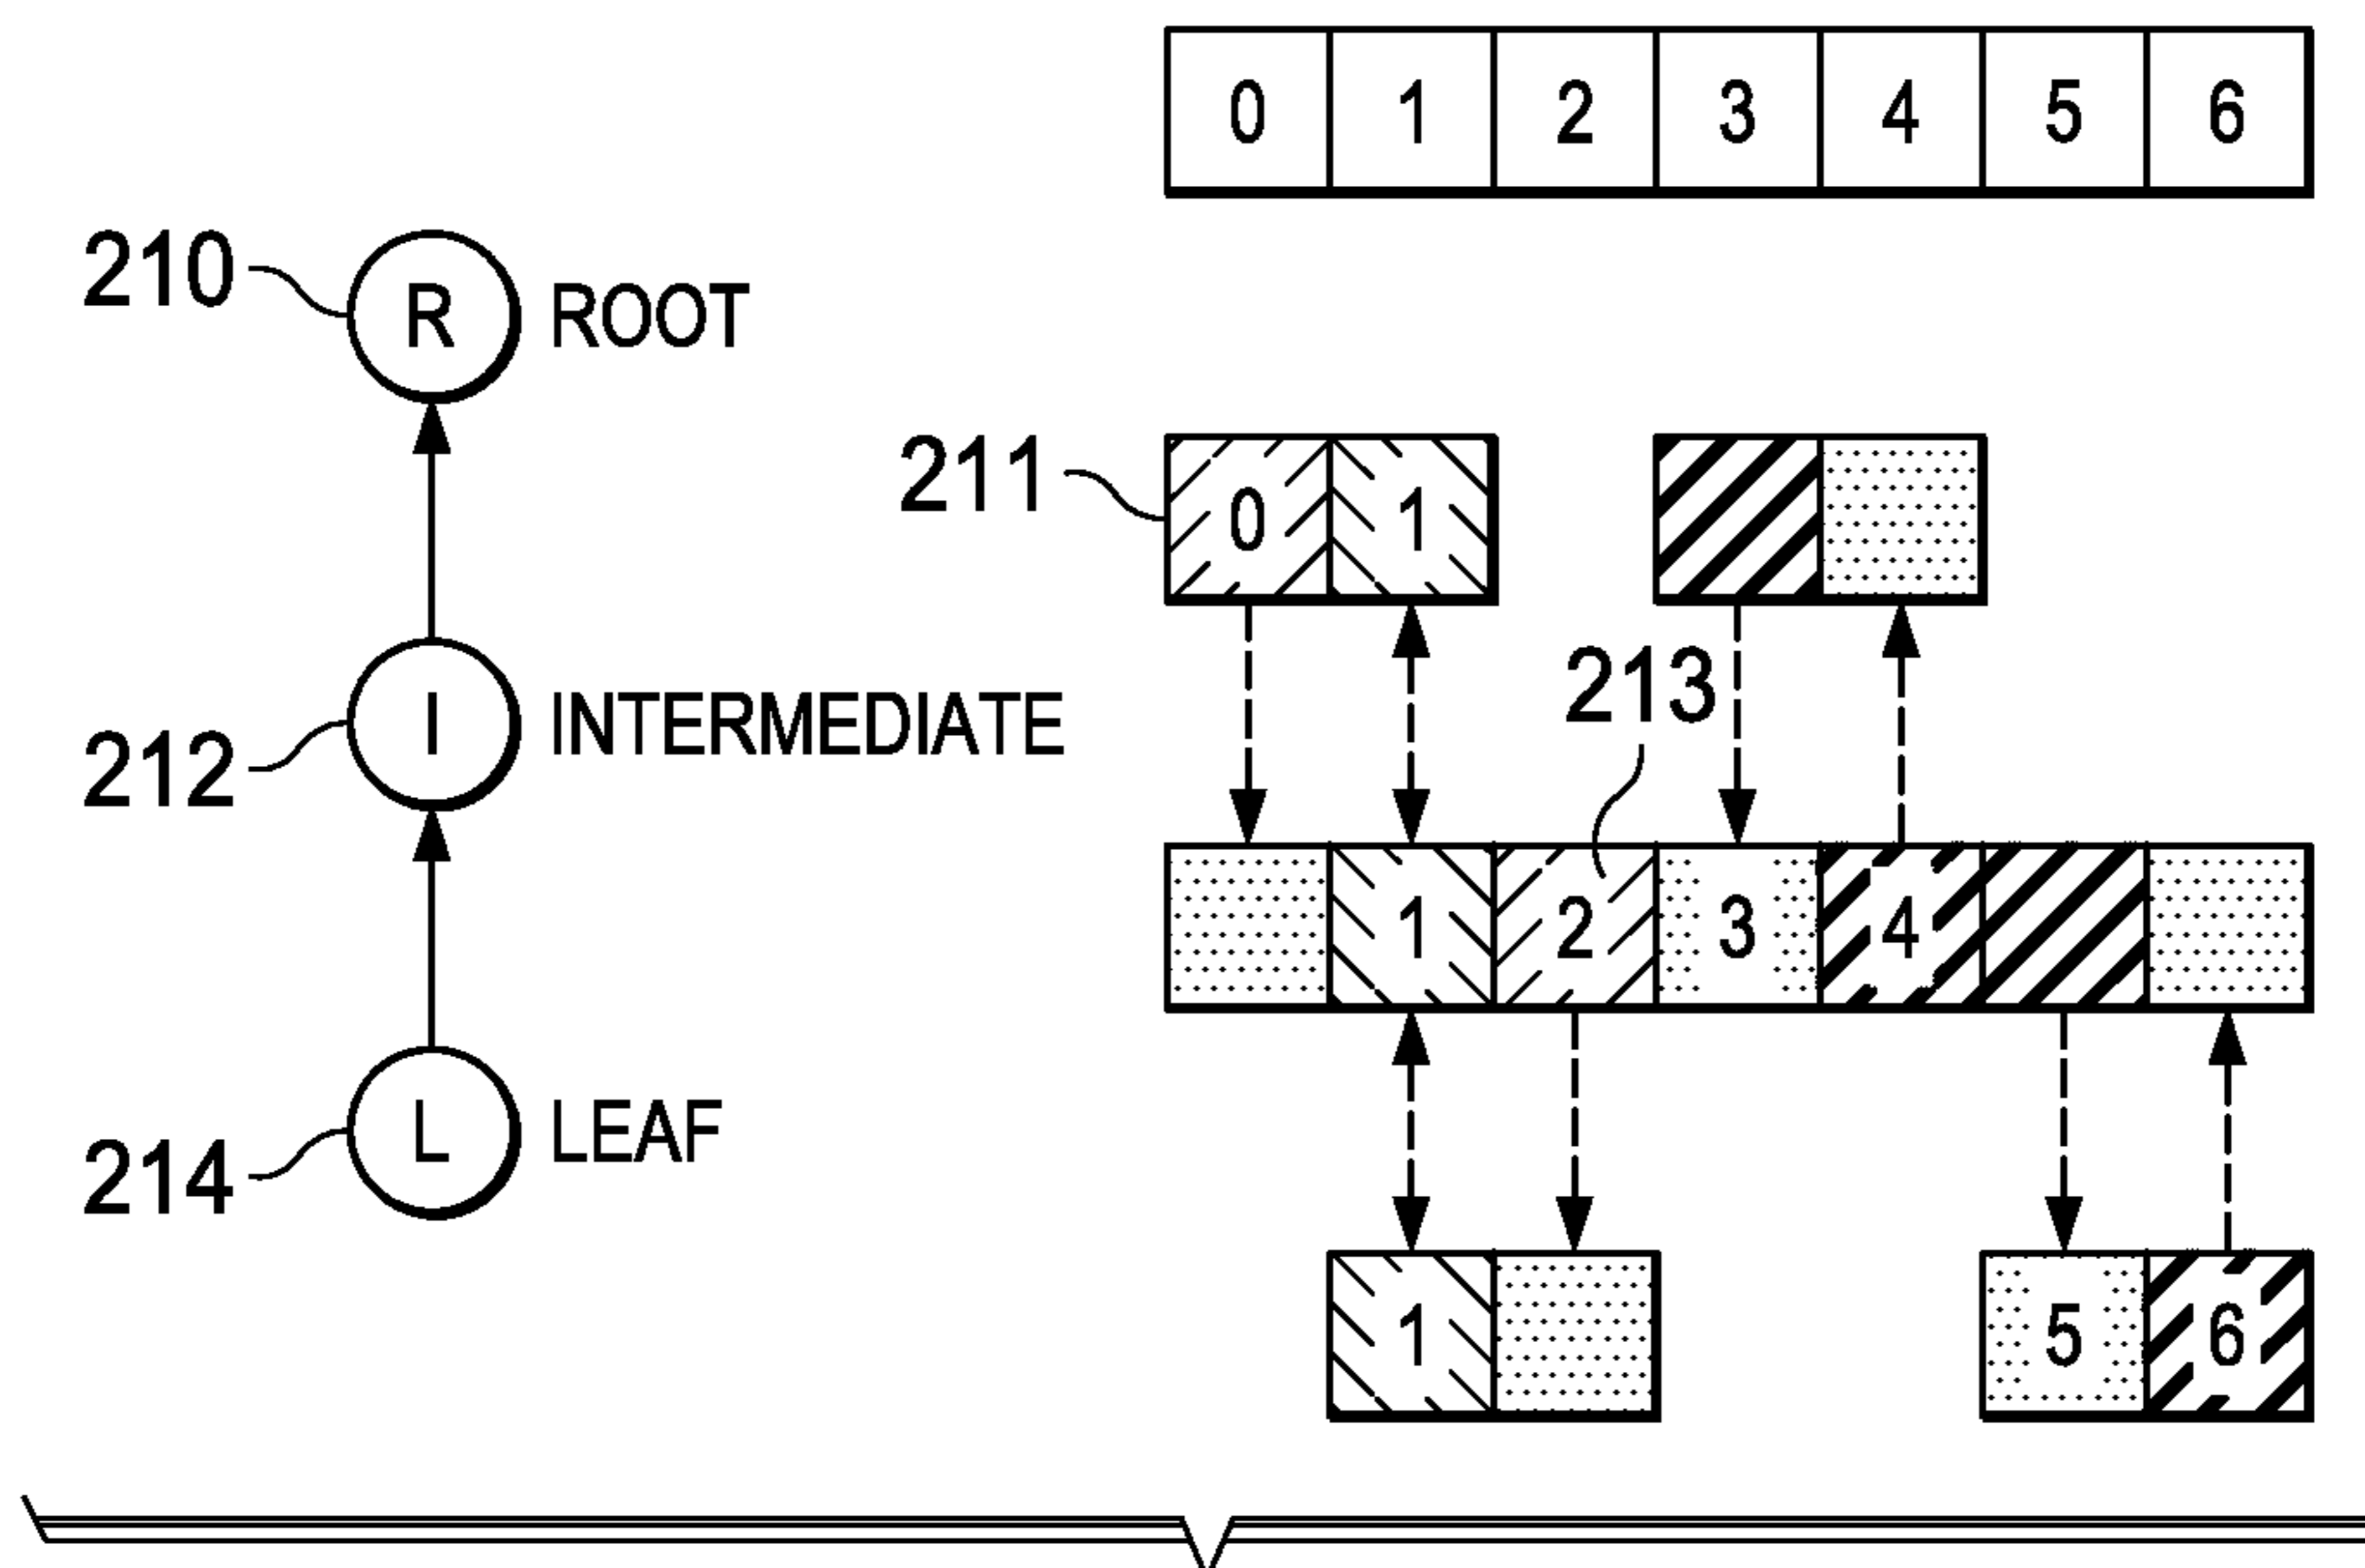 0 1 2 3 4 5 6
210 R ROOT
211 0 1
212 I INTERMEDIATE
213
1 2 3 4
214 L LEAF
1 5 6